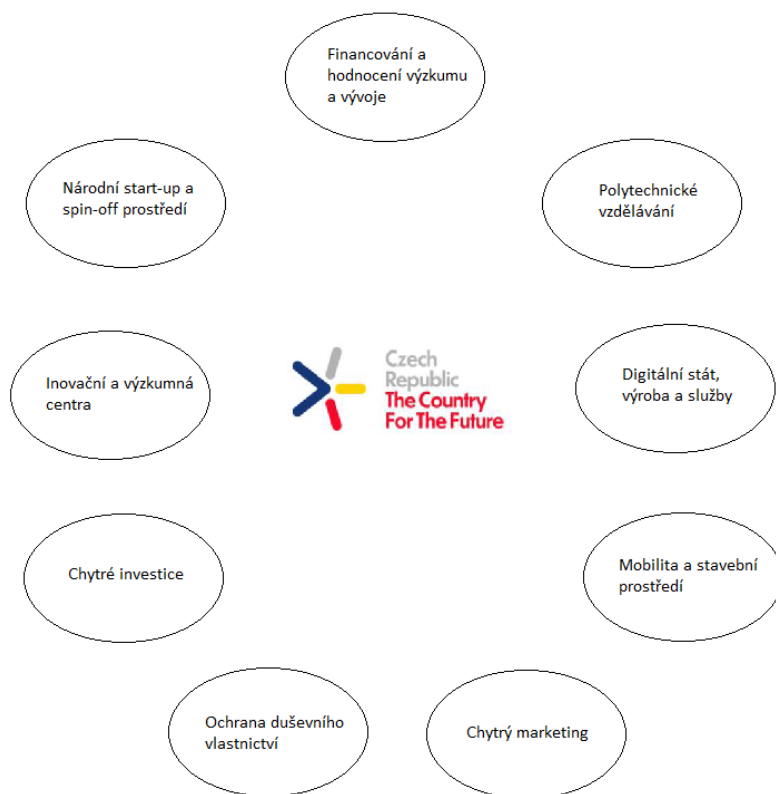 Financování a
hodnocení výzkumu
a vývoje
Národní start-up a
spin-off prostředí
Polytechnické
vzdělávání
Inovační a výzkumná
centra
Czech
Republic
The Country
For The Future
Digitální stát,
výroba a služby
Chytré investice
Mobilita a stavební
prostředí
Ochrana duševního
vlastnictví
Chytrý marketing